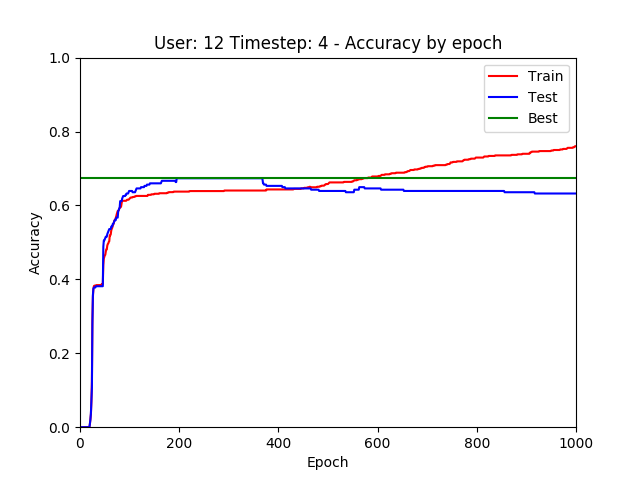 User: 12 Timestep: 4 - Accuracy by epoch
1.0
0.8
0.6
0.4
0.2
0.0
Accuracy
Train
Test
Best
0 200 400 600 800 1000
Epoch